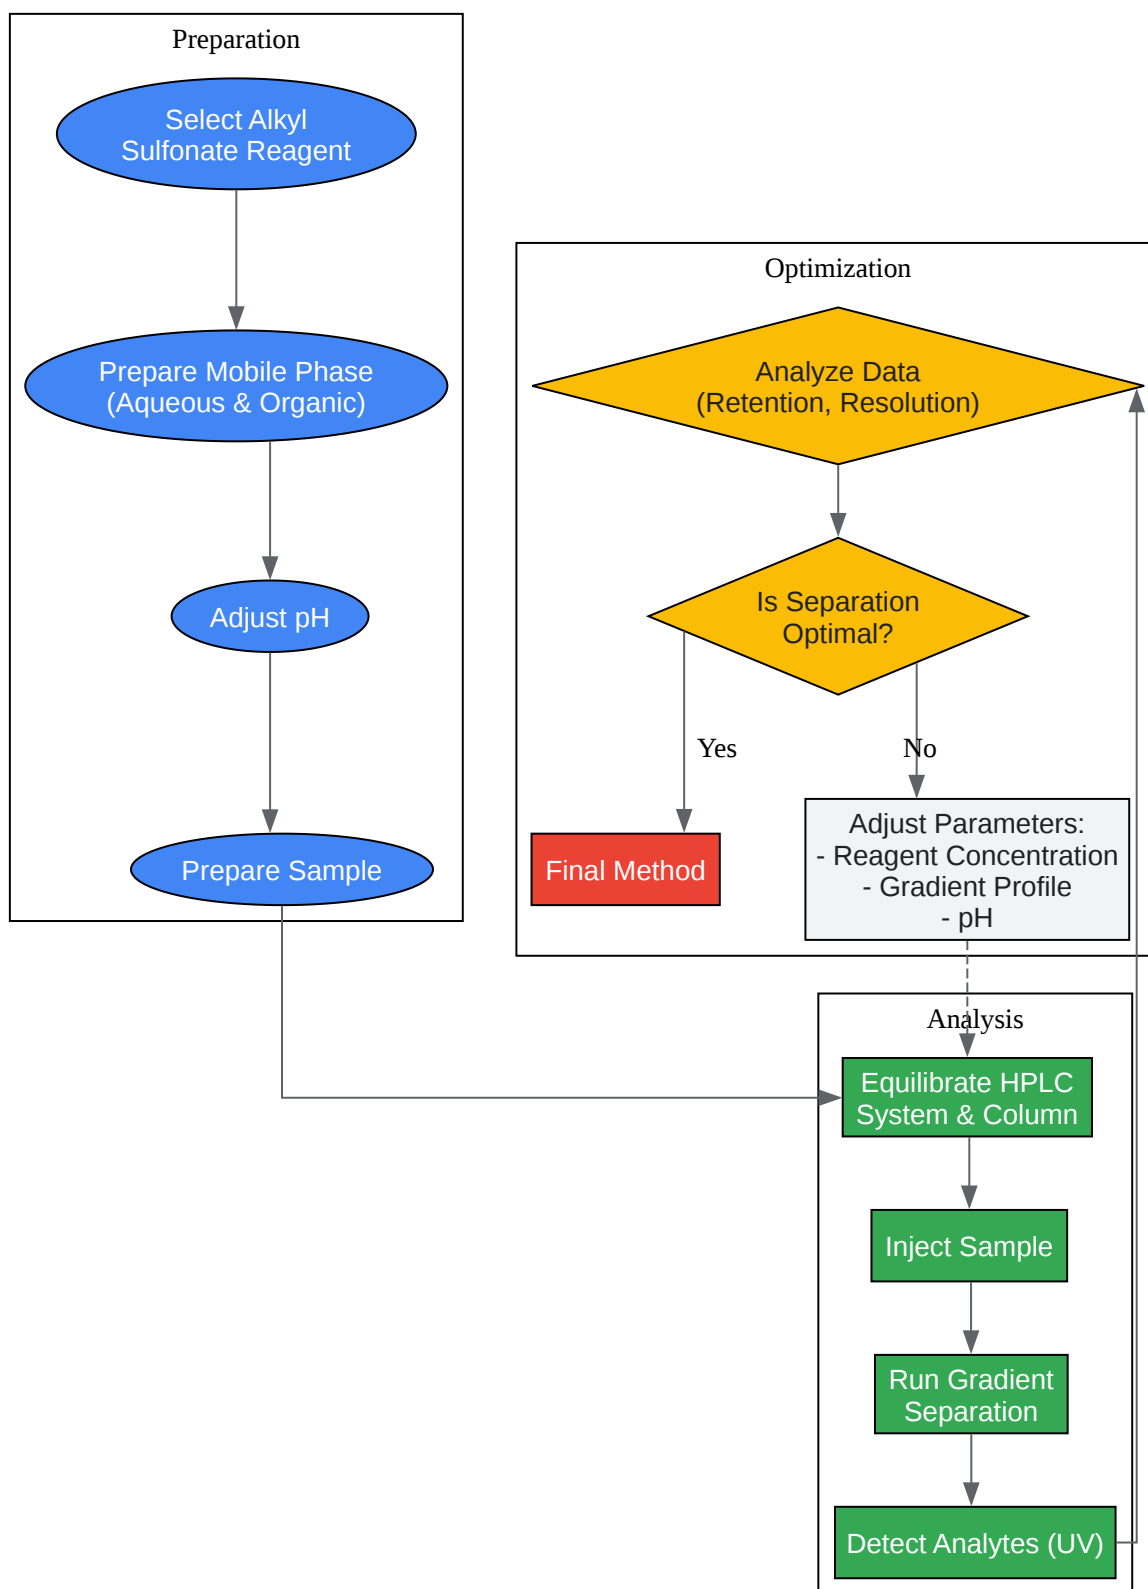 Preparation
Select Alkyl
Sulfonate Reagent
Prepare Mobile Phase
(Aqueous & Organic)
Adjust pH
Prepare Sample
Optimization
Analyze Data
(Retention, Resolution)
Is Separation
Optimal?
Yes
No
Final Method
Adjust Parameters:
- Reagent Concentration
- Gradient Profile
- pH
Analysis
Equilibrate HPLC
System & Column
Inject Sample
Run Gradient
Separation
Detect Analytes (UV)